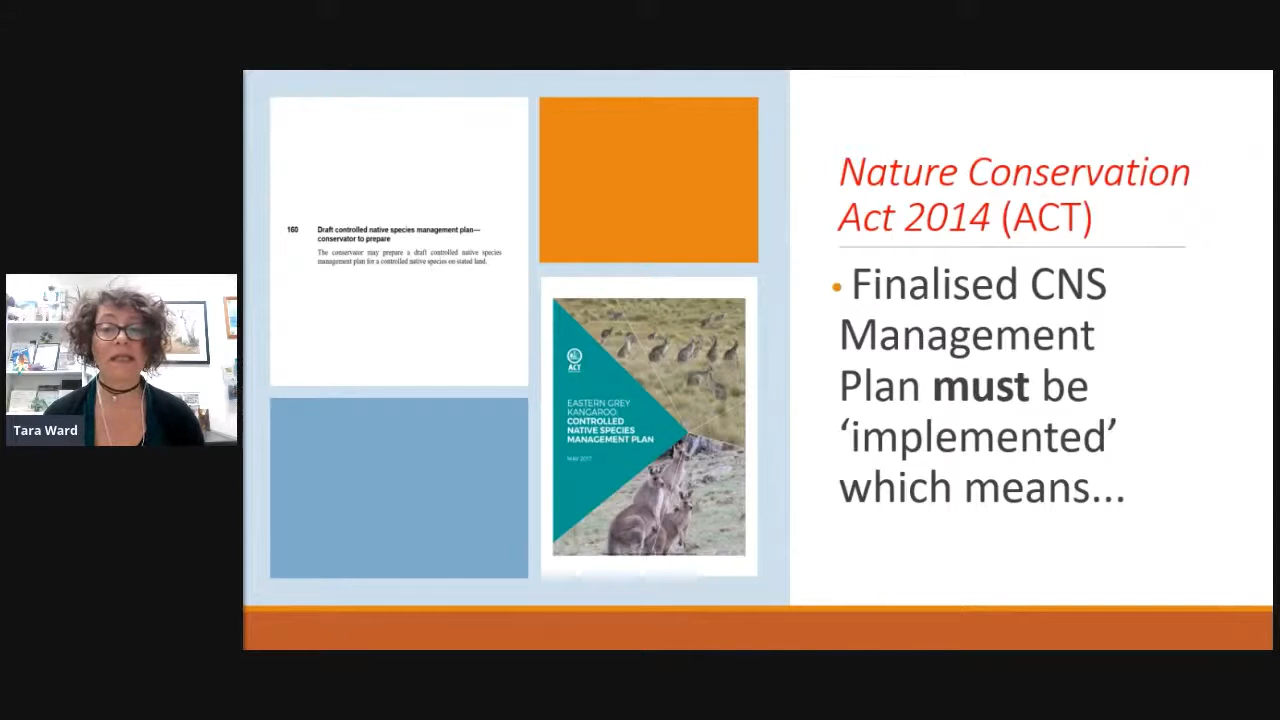 160 Draft controlled native species management plan—
conservator to prepare
The conservator may prepare a draft controlled native species
management plan for a controlled native species on stated land.
ACT
EASTERN GREY
KANGAROO:
CONTROLLED
NATIVE SPECIES
MANAGEMENT PLAN
MAY 2017
Nature Conservation
Act 2014 (ACT)
• Finalised CNS
Management
Plan must be
‘implemented’
which means...
Tara Ward